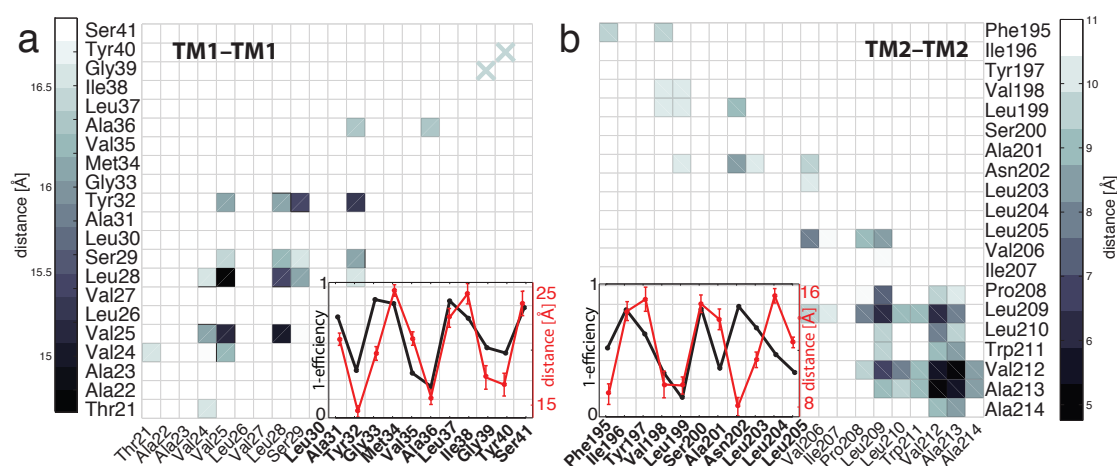 a
TM1–TM1
distance [Å]
16.5
16
15.5
15
Ser41
Tyr40
Gly39
Ile38
Leu37
Ala36
Val35
Met34
Gly33
Tyr32
Ala31
Leu30
Ser29
Leu28
Val27
Leu26
Val25
Val24
Ala23
Ala22
Thr21
1
1-efficiency
0
25
distance [Å]
15
Thr21
Ala22
Ala23
Val24
Val25
Leu26
Val27
Leu28
Ser29
Leu30
Ala31
Tyr32
Gly33
Met34
Val35
Ala36
Leu37
Ile38
Gly39
Tyr40
Ser41
b
TM2–TM2
Phe195
Ile196
Tyr197
Val198
Leu199
Ser200
Ala201
Asn202
Leu203
Leu204
Leu205
Val206
Ile207
Pro208
Leu209
Leu210
Trp211
Val212
Ala213
Ala214
1
1-efficiency
0
16
distance [Å]
8
Phe195
Ile196
Tyr197
Val198
Leu199
Ser200
Ala201
Asn202
Leu203
Leu204
Leu205
Val206
Ile207
Pro208
Leu209
Leu210
Trp211
Val212
Ala213
Ala214
11
10
9
8
7
6
5
distance [Å]